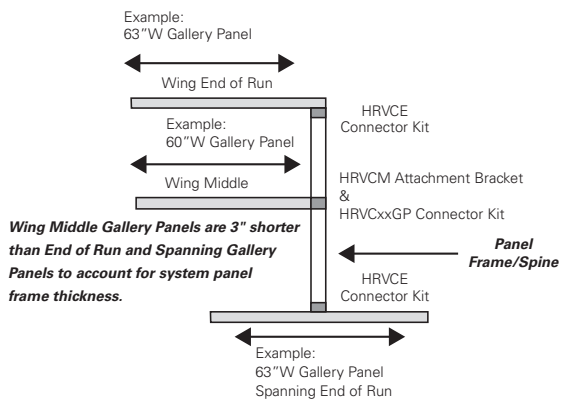 Example:
63"W Gallery Panel
Wing End of Run
HRVCE
Connector Kit
Example:
60"W Gallery Panel
Wing Middle
HRVCM Attachment Bracket
&
HRVCxxGP Connector Kit
Wing Middle Gallery Panels are 3" shorter
than End of Run and Spanning Gallery
Panels to account for system panel
frame thickness.
Panel
Frame/Spine
HRVCE
Connector Kit
Example:
63"W Gallery Panel
Spanning End of Run